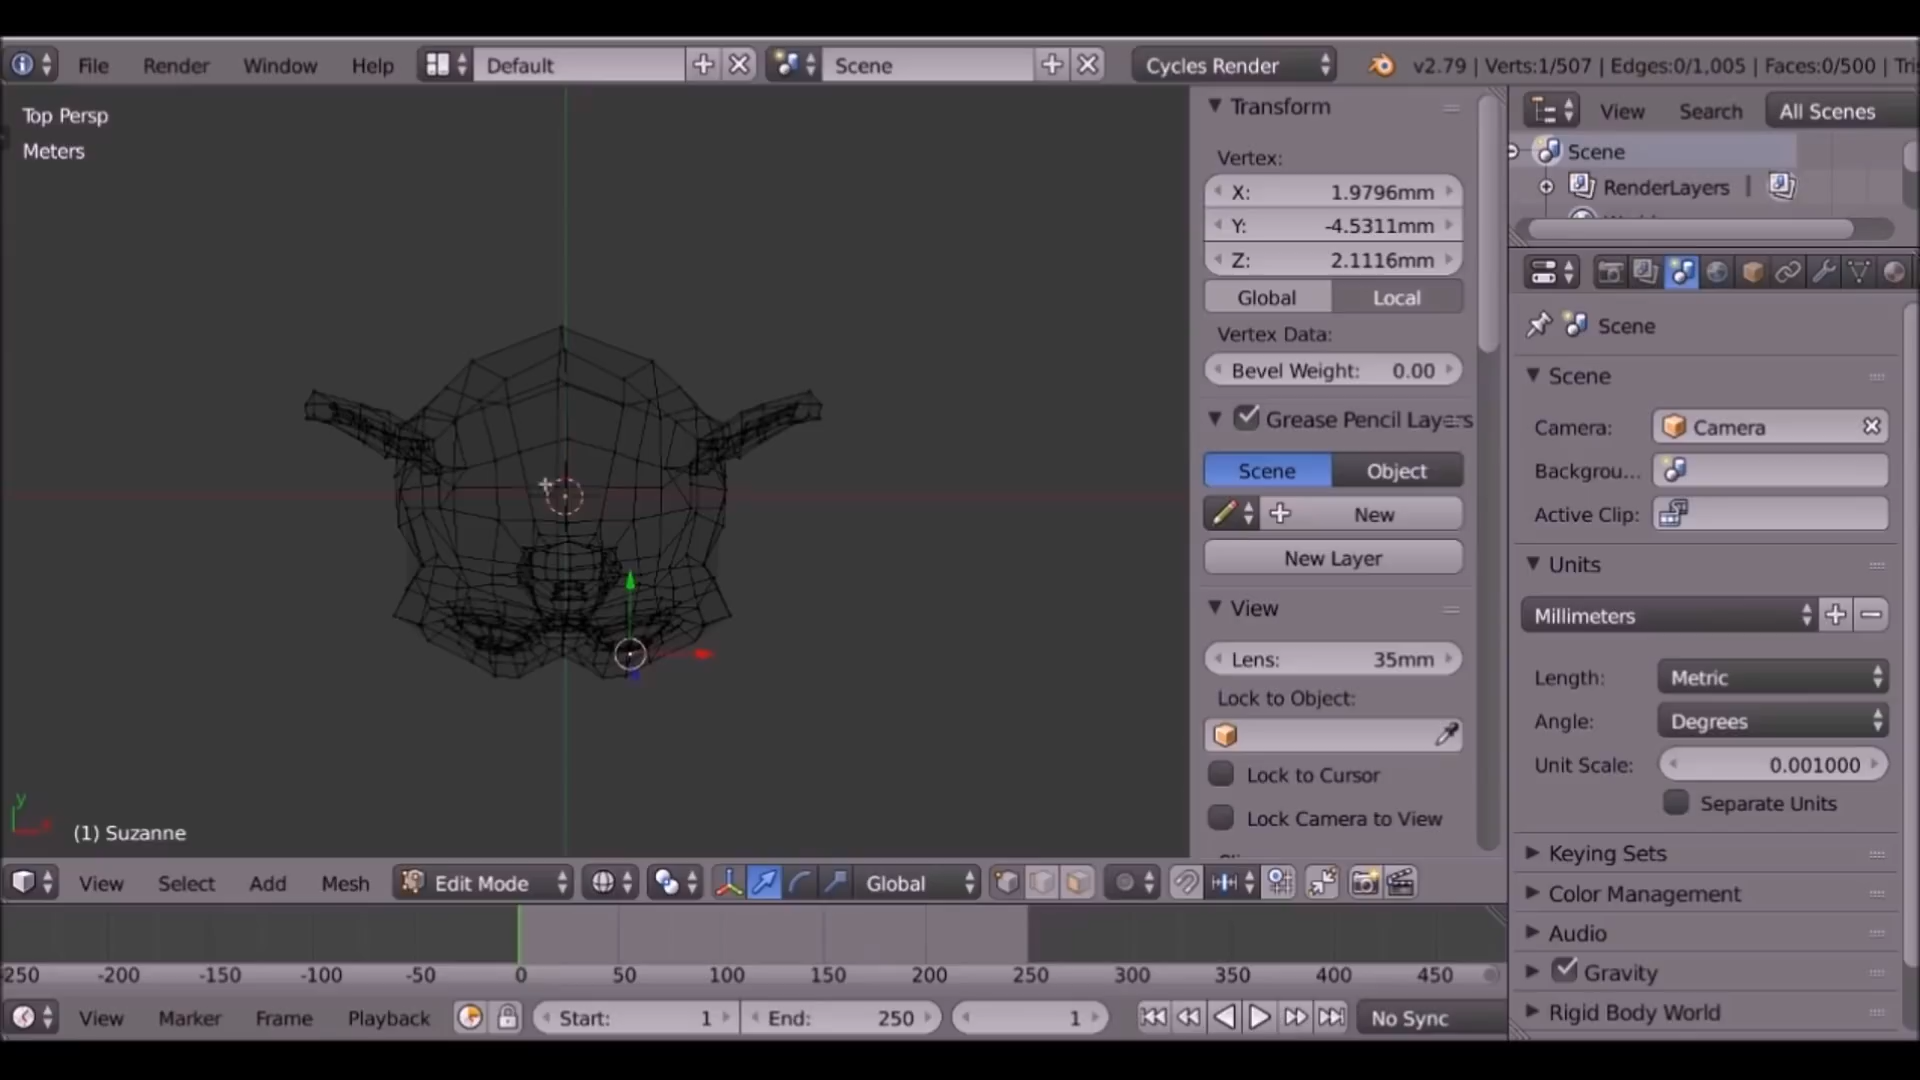 File Render Window Help Default Scene Cycles Render v2.79 | Verts:1/507 | Edges:0/1,005 | Faces:0/500 | Tris
Top Persp
Meters
(1) Suzanne
y
Transform
Vertex:
X: 1.9796mm
Y: -4.5311mm
Z: 2.1116mm
Global Local
Vertex Data:
Bevel Weight: 0.00
Grease Pencil Layers
Scene Object
New
New Layer
View
Lens: 35mm
Lock to Object:
Lock to Cursor
Lock Camera to View
View Search All Scenes
Scene
RenderLayers |
Scene
Scene
Camera: Camera
Backgrou...
Active Clip:
Units
Millimeters
Length: Metric
Angle: Degrees
Unit Scale: 0.001000
Separate Units
Keying Sets
Color Management
Audio
Gravity
Rigid Body World
View Select Add Mesh Edit Mode Global
-250 -200 -150 -100 -50 0 50 100 150 200 250 300 350 400 450
View Marker Frame Playback Start: 1 End: 250 1 No Sync